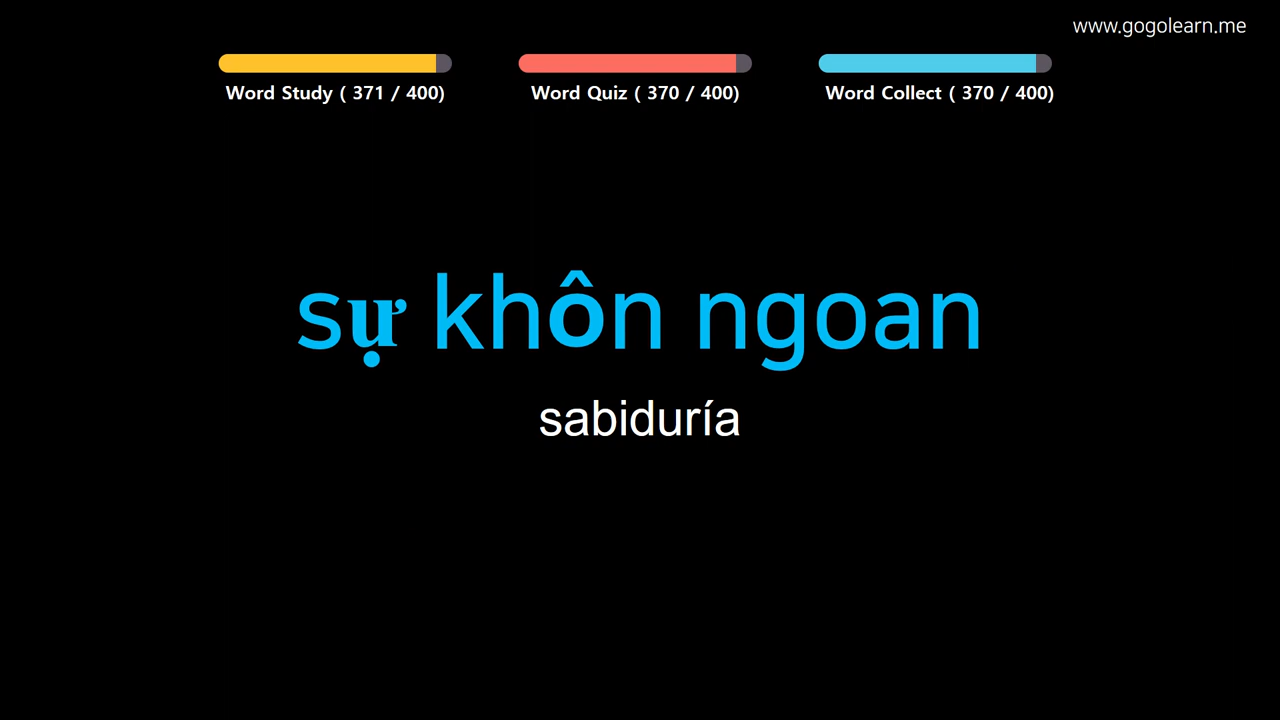 www.gogolearn.me
Word Study ( 371 / 400)
Word Quiz ( 370 / 400)
Word Collect ( 370 / 400)
sự khôn ngoan
sabiduría